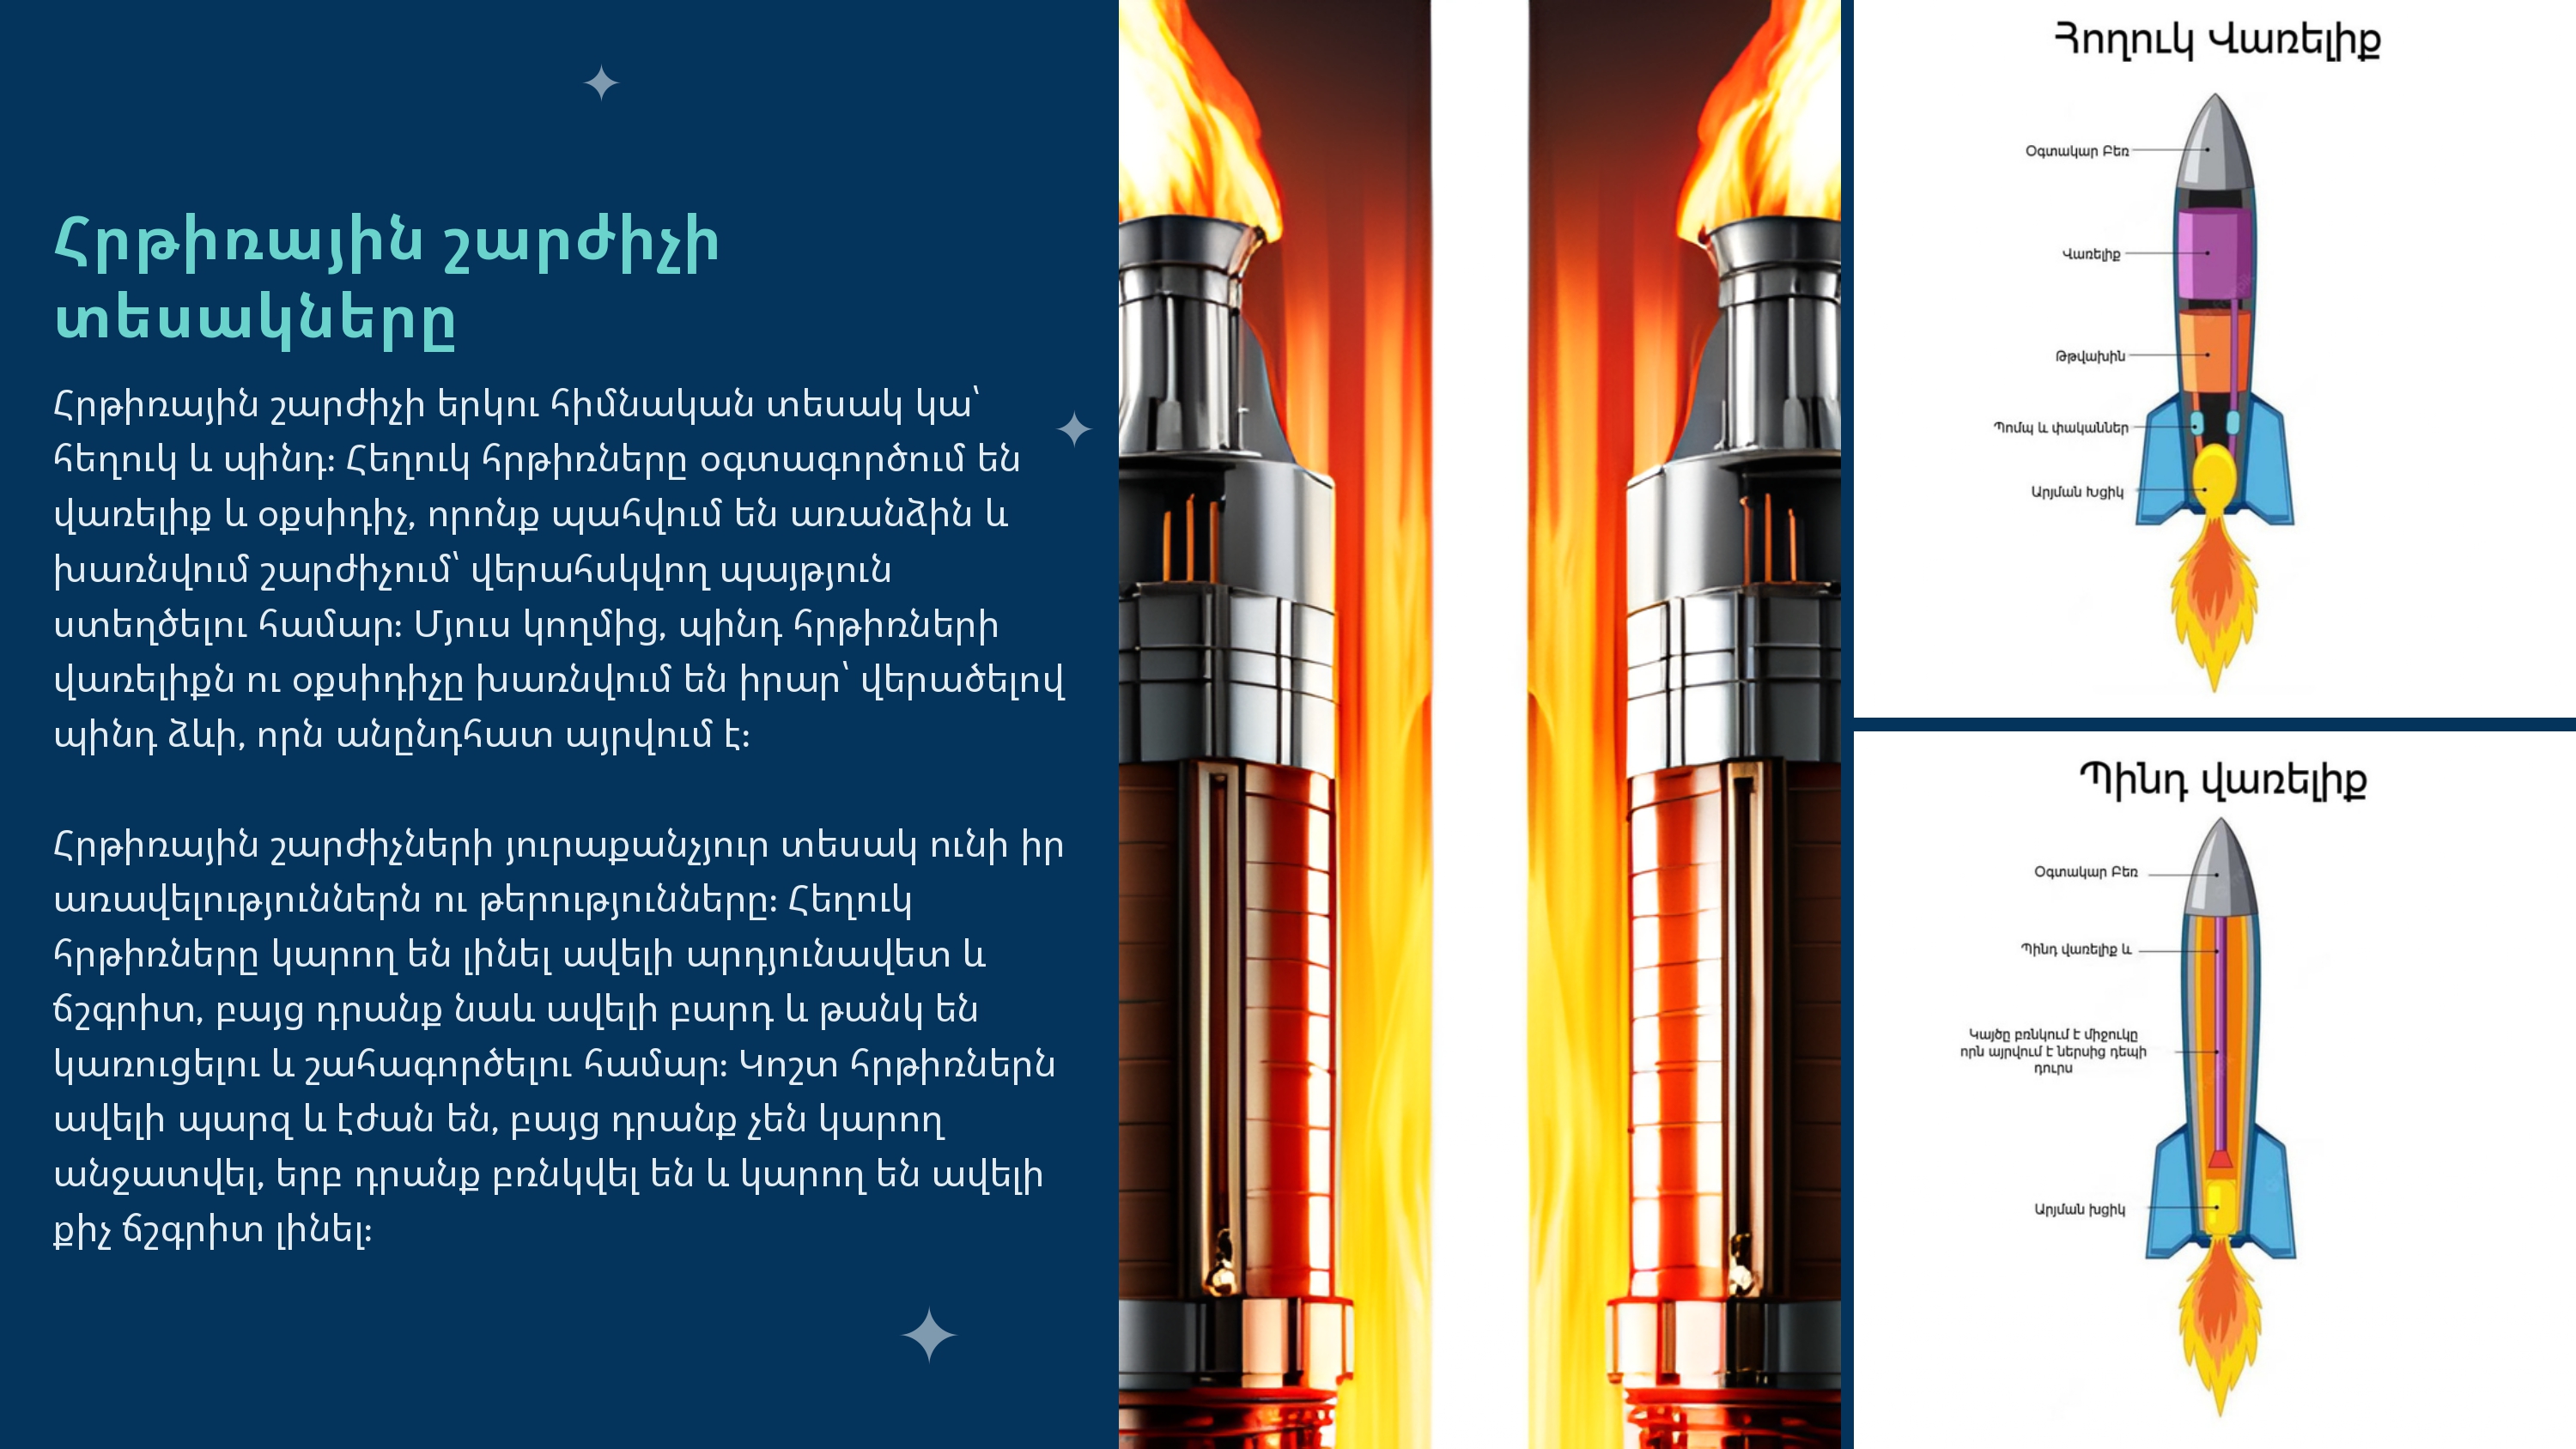 Հրթիռային շարժիչի
տեսակները
Հրթիռային շարժիչի երկու հիմնական տեսակ կա՝
հեղուկ և պինդ։ Հեղուկ հրթիռները օգտագործում են
վառելիք և օքսիդիչ, որոնք պահվում են առանձին և
խառնվում շարժիչում՝ վերահսկվող պայթյուն
ստեղծելու համար։ Մյուս կողմից, պինդ հրթիռների
վառելիքն ու օքսիդիչը խառնվում են իրար՝ վերածելով
պինդ ձևի, որն անընդհատ այրվում է։
Հրթիռային շարժիչների յուրաքանչյուր տեսակ ունի իր
առավելություններն ու թերությունները։ Հեղուկ
հրթիռները կարող են լինել ավելի արդյունավետ և
ճշգրիտ, բայց դրանք նաև ավելի բարդ և թանկ են
կառուցելու և շահագործելու համար։ Կոշտ հրթիռներն
ավելի պարզ և էժան են, բայց դրանք չեն կարող
անջատվել, երբ դրանք բռնկվել են և կարող են ավելի
քիչ ճշգրիտ լինել։
Հողուկ Վառելիք
Օգտակար Բեռ
Վառելիք
Թթվախին
Պոմպ և փականներ
Արյման Խցիկ
Պինդ վառելիք
Օգտակար Բեռ
Պինդ վառելիք և
Կայծը բռնկում է միջուկը
որն այրվում է ներսից դեպի
դուրս
Արյման խցիկ